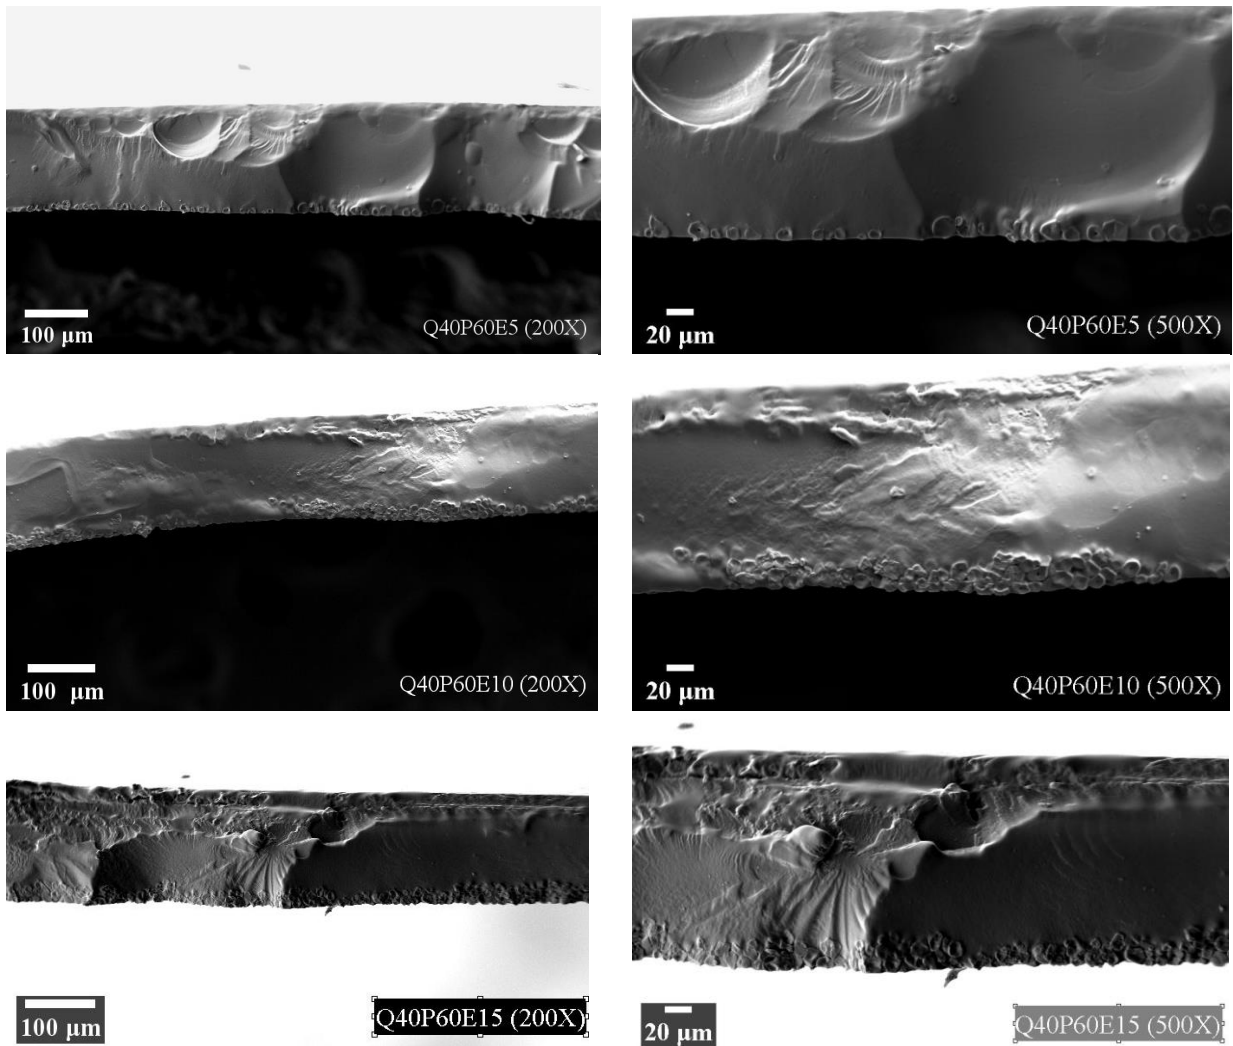 100 μm
Q40P60E5 (200X)
20 μm
Q40P60E5 (500X)
100 μm
Q40P60E10 (200X)
20 μm
Q40P60E10 (500X)
100 μm
Q40P60E15 (200X)
20 μm
Q40P60E15 (500X)